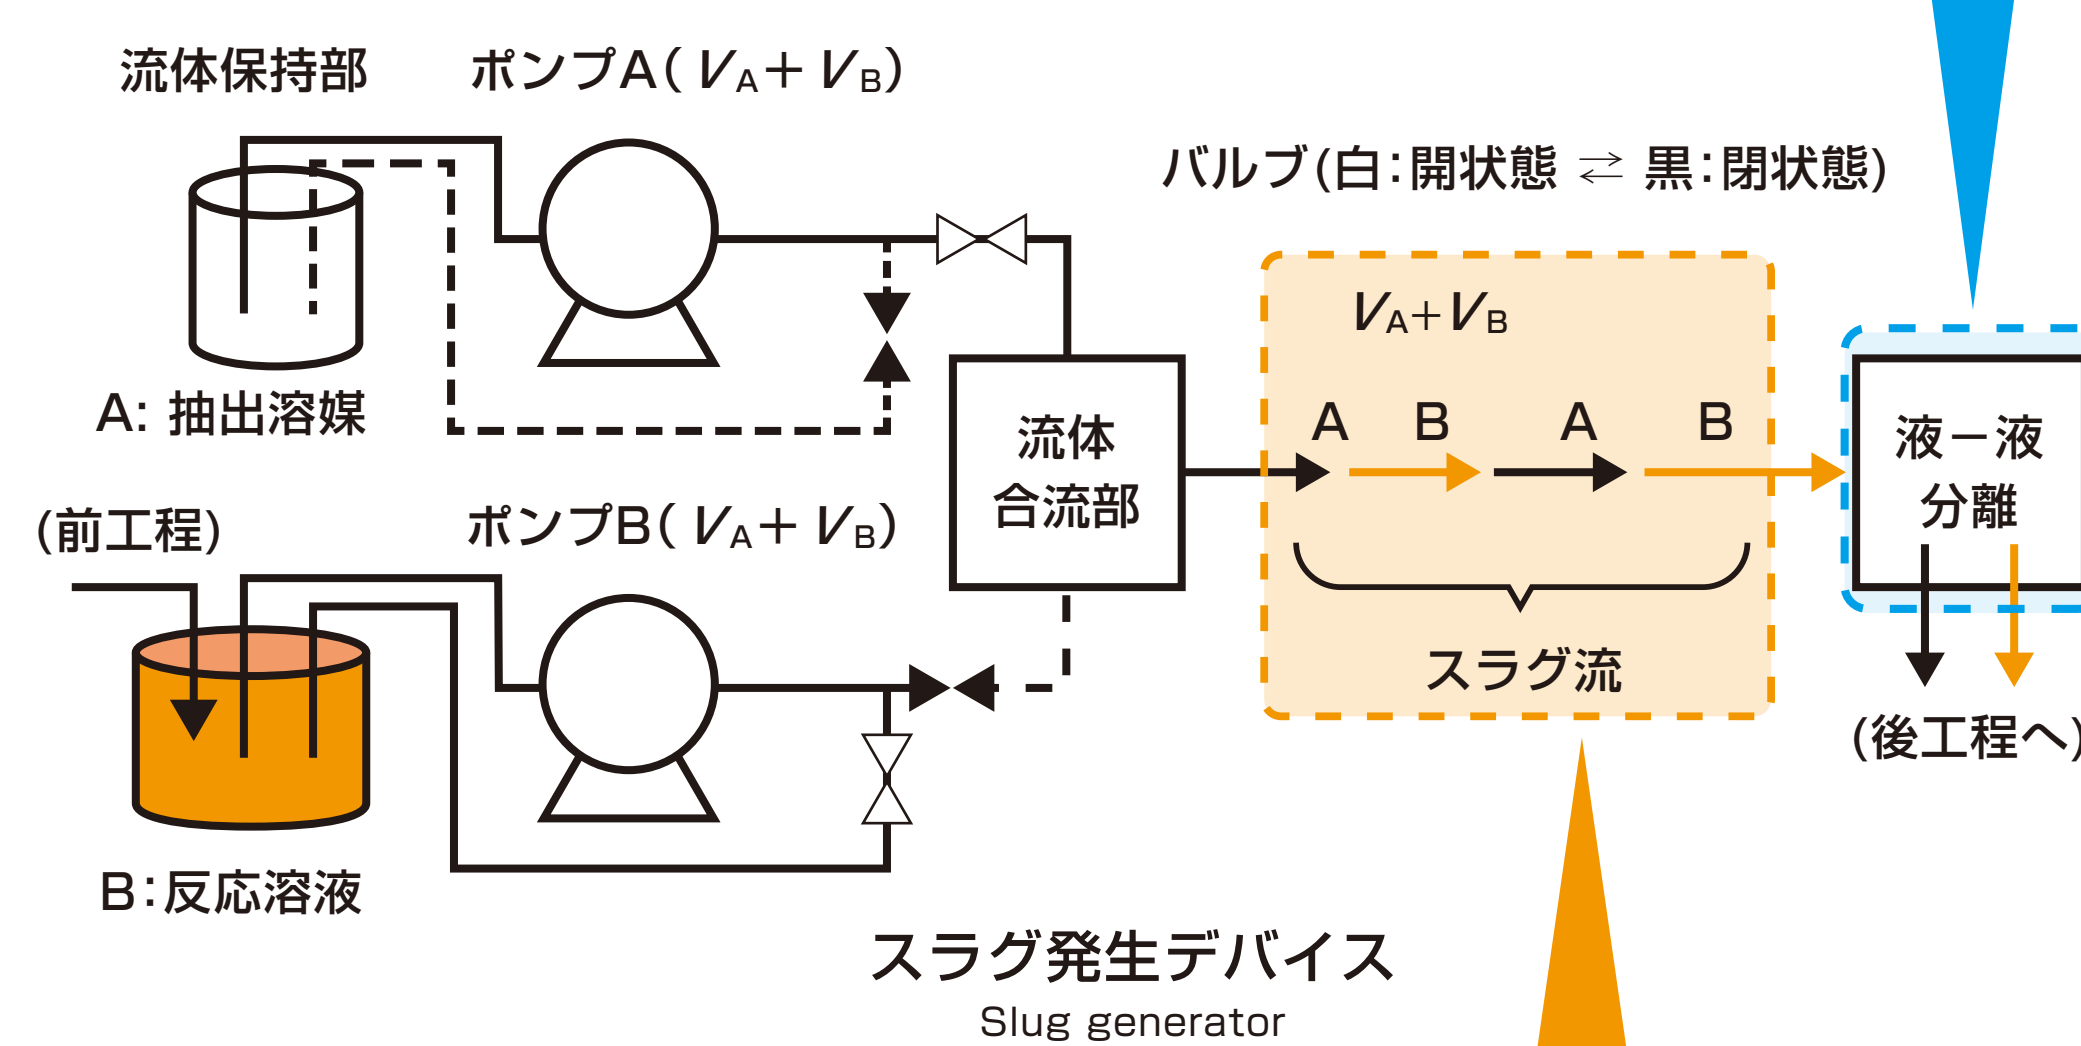 流体保持部
ポンプA(VA+VB)
バルブ(白:開状態 ⇄ 黒:閉状態)
A: 抽出溶媒
VA+VB
A B A B
流体
合流部
液-液
分離
(前工程)
ポンプB(VA+VB)
スラグ流
(後工程へ)
B:反応溶液
スラグ発生デバイス
Slug generator